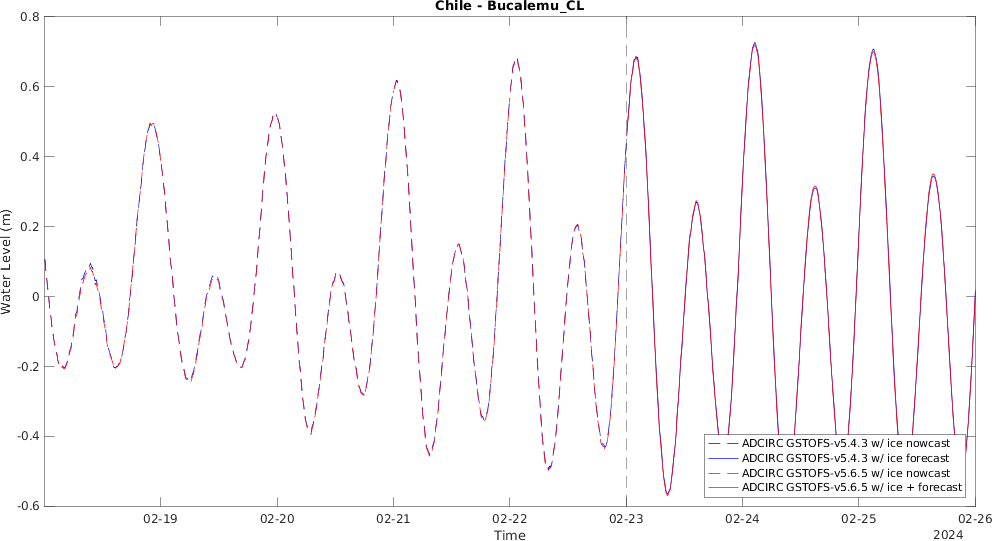 Chile - Bucalemu_CL
0.8
0.6
0.4
0.2
0
-0.2
-0.4
-0.6
Water Level (m)
ADCIRC GSTOFS-v5.4.3 w/ ice nowcast
ADCIRC GSTOFS-v5.4.3 w/ ice forecast
ADCIRC GSTOFS-v5.6.5 w/ ice nowcast
ADCIRC GSTOFS-v5.6.5 w/ ice + forecast
02-19 02-20 02-21 02-22 02-23 02-24 02-25 02-26
Time
2024